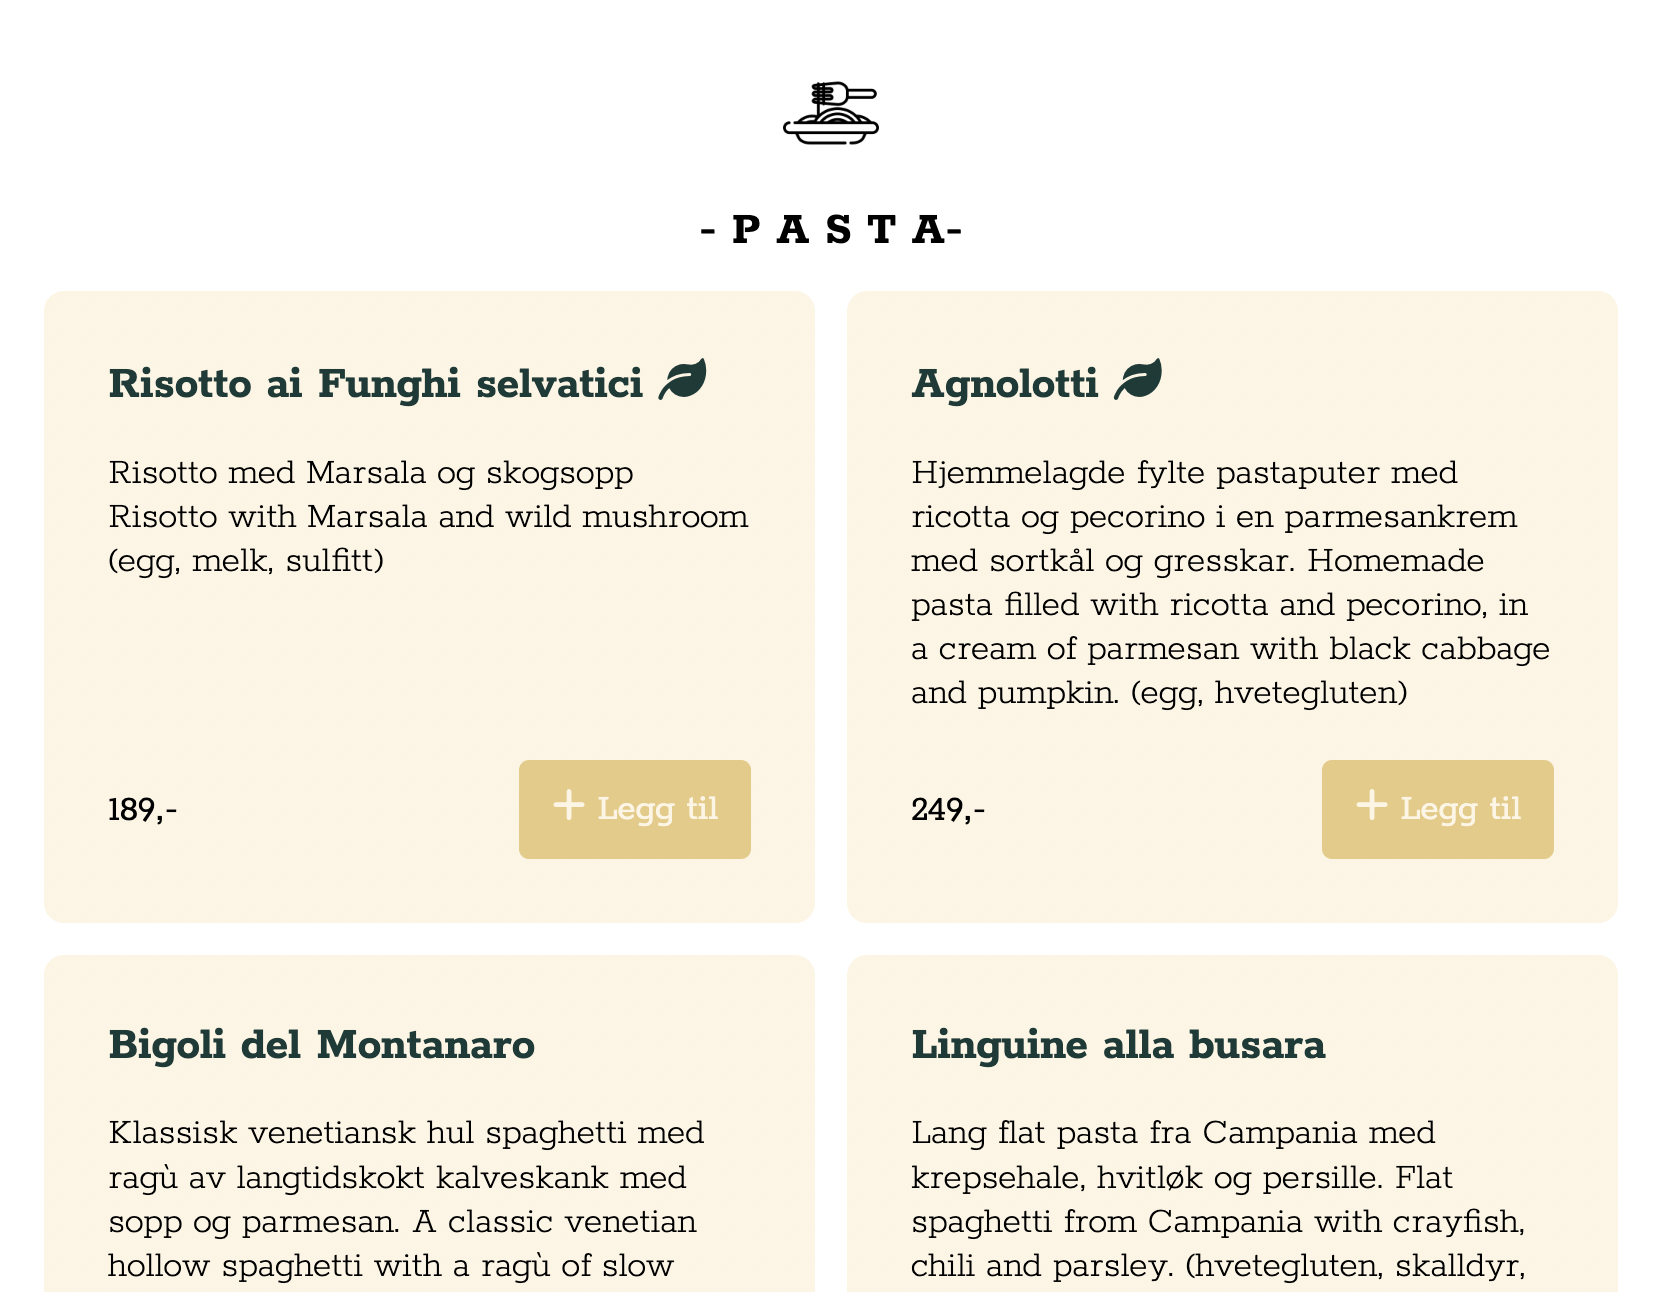 - P A S T A-
Risotto ai Funghi selvatici
Risotto med Marsala og skogsopp
Risotto with Marsala and wild mushroom
(egg, melk, sulfitt)
189,-
+ Legg til
Agnolotti
Hjemmelagde fylte pastaputer med
ricotta og pecorino i en parmesankrem
med sortkål og gresskar. Homemade
pasta filled with ricotta and pecorino, in
a cream of parmesan with black cabbage
and pumpkin. (egg, hvetegluten)
249,-
+ Legg til
Bigoli del Montanaro
Klassisk venetiansk hul spaghetti med
ragù av langtidskokt kalveskank med
sopp og parmesan. A classic venetian
hollow spaghetti with a ragù of slow
Linguine alla busara
Lang flat pasta fra Campania med
krepsehale, hvitløk og persille. Flat
spaghetti from Campania with crayfish,
chili and parsley. (hvetegluten, skalldyr,